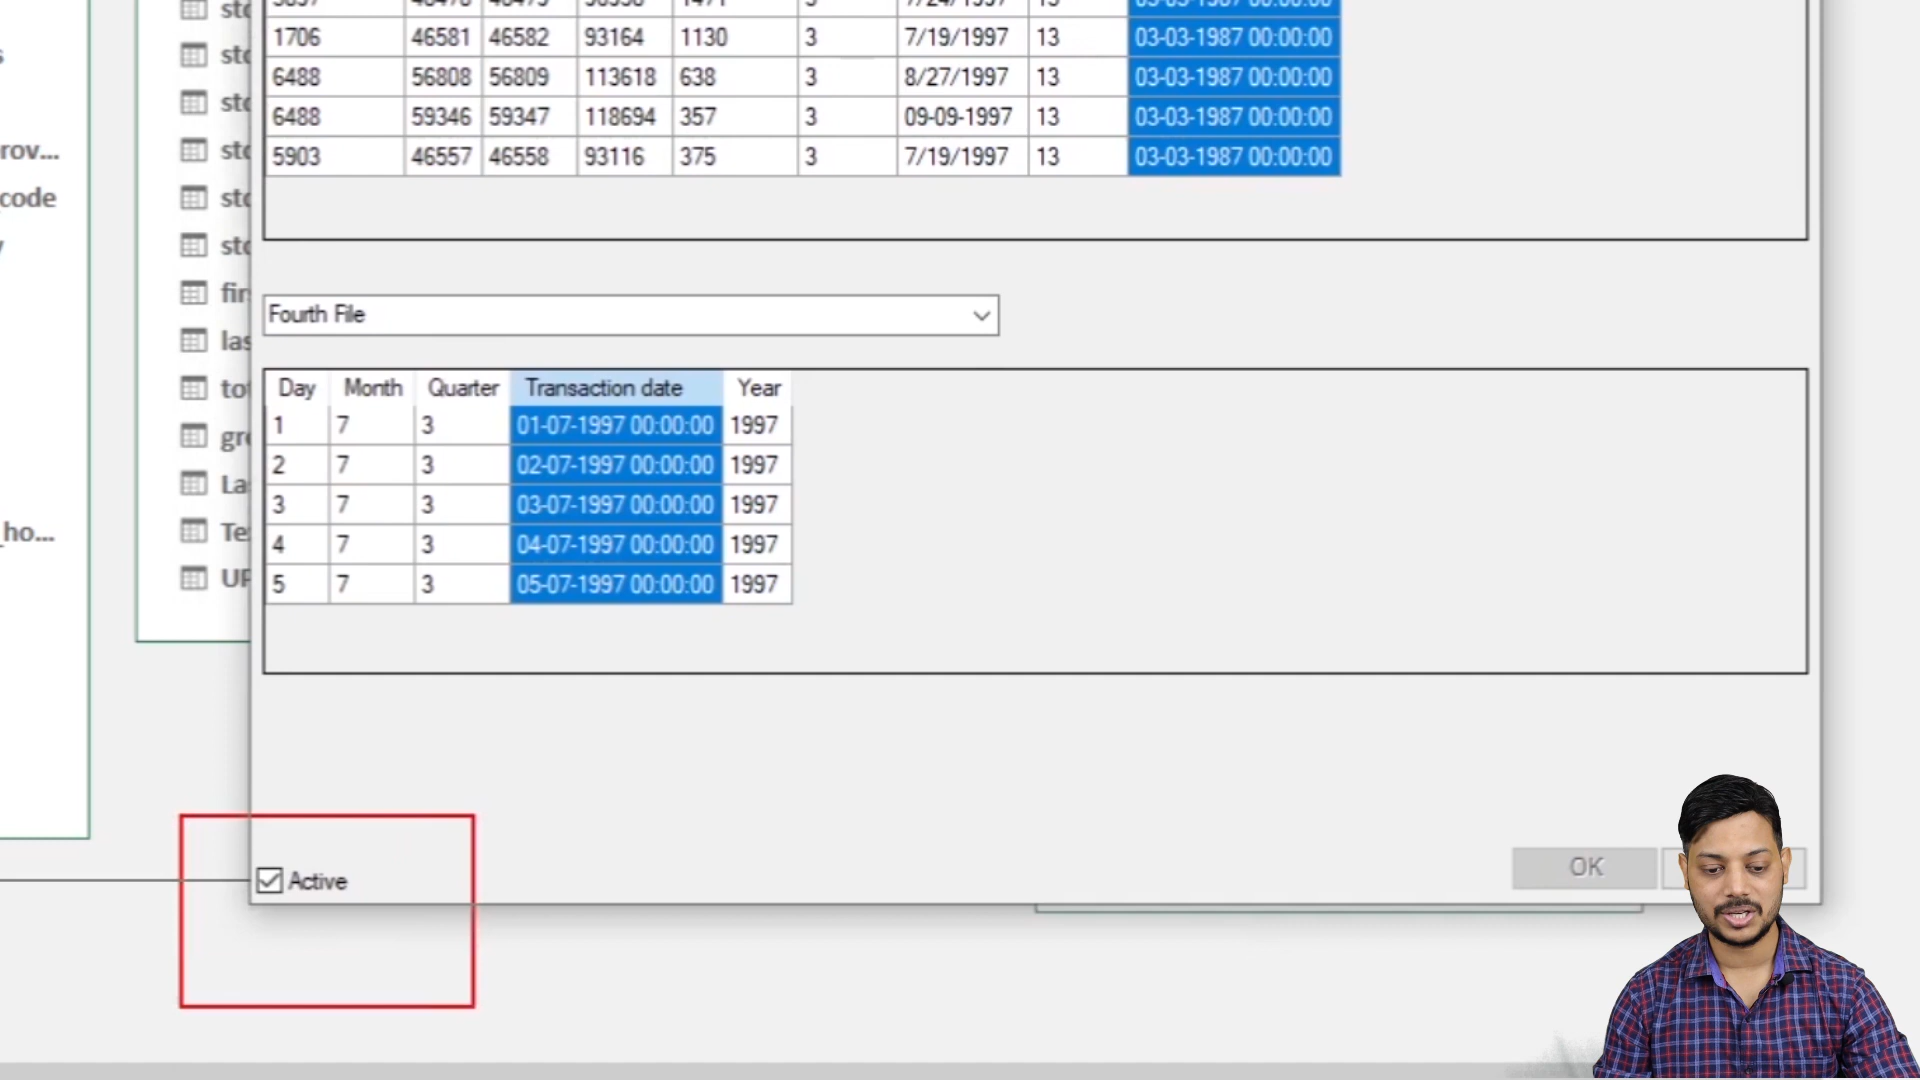 1706 46581 46582 93164 1130 3 7/19/1997 13 03-03-1987 00:00:00
6488 56808 56809 113618 638 3 8/27/1997 13 03-03-1987 00:00:00
6488 59346 59347 118694 357 3 09-09-1997 13 03-03-1987 00:00:00
5903 46557 46558 93116 375 3 7/19/1997 13 03-03-1987 00:00:00
rov...
code
_ho...
Fourth File
Day Month Quarter Transaction date Year
1 7 3 01-07-1997 00:00:00 1997
2 7 3 02-07-1997 00:00:00 1997
3 7 3 03-07-1997 00:00:00 1997
4 7 3 04-07-1997 00:00:00 1997
5 7 3 05-07-1997 00:00:00 1997
Active
OK